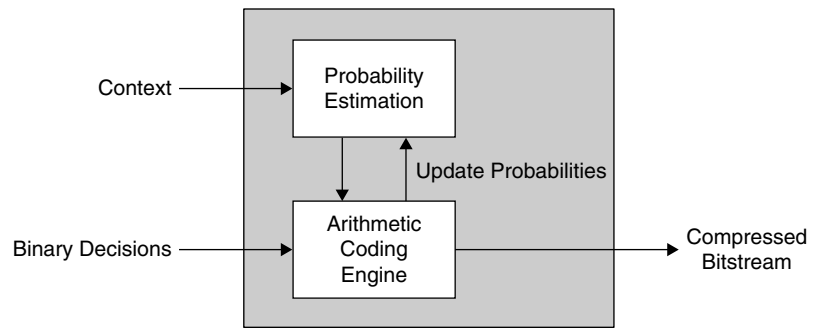 Context
Probability
Estimation
Update Probabilities
Binary Decisions
Arithmetic
Coding
Engine
Compressed
Bitstream